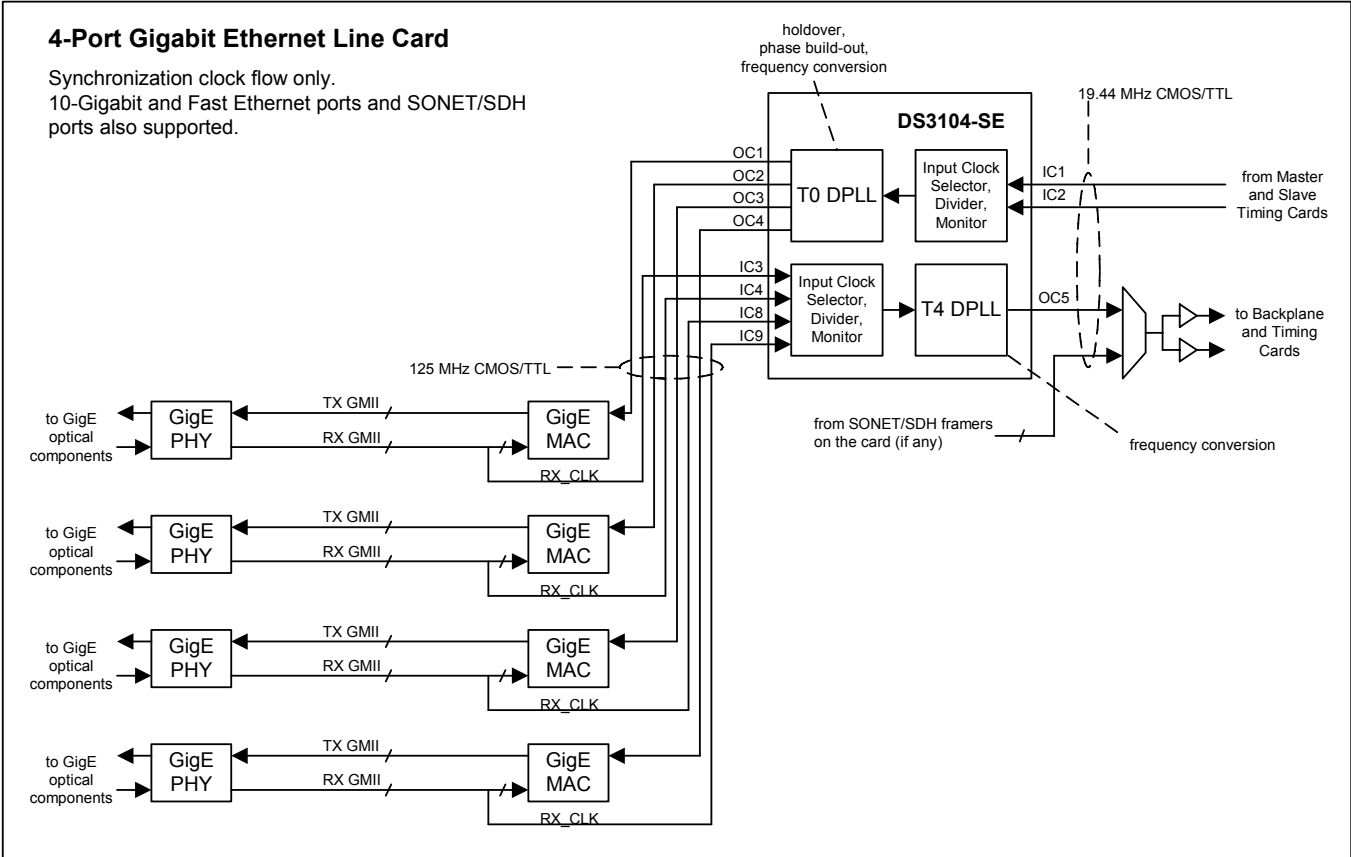 4-Port Gigabit Ethernet Line Card
Synchronization clock flow only.
10-Gigabit and Fast Ethernet ports and SONET/SDH
ports also supported.
holdover,
phase build-out,
frequency conversion
19.44 MHz CMOS/TTL
DS3104-SE
OC1
OC2
OC3
OC4
T0 DPLL
Input Clock
Selector,
Divider,
Monitor
IC1
IC2
from Master
and Slave
Timing Cards
IC3
IC4
IC8
IC9
Input Clock
Selector,
Divider,
Monitor
T4 DPLL
OC5
to Backplane
and Timing
Cards
125 MHz CMOS/TTL
from SONET/SDH framers
on the card (if any)
frequency conversion
to GigE
optical
components
GigE
PHY
TX GMII
RX GMII
GigE
MAC
RX_CLK
to GigE
optical
components
GigE
PHY
TX GMII
RX GMII
GigE
MAC
RX_CLK
to GigE
optical
components
GigE
PHY
TX GMII
RX GMII
GigE
MAC
RX_CLK
to GigE
optical
components
GigE
PHY
TX GMII
RX GMII
GigE
MAC
RX_CLK